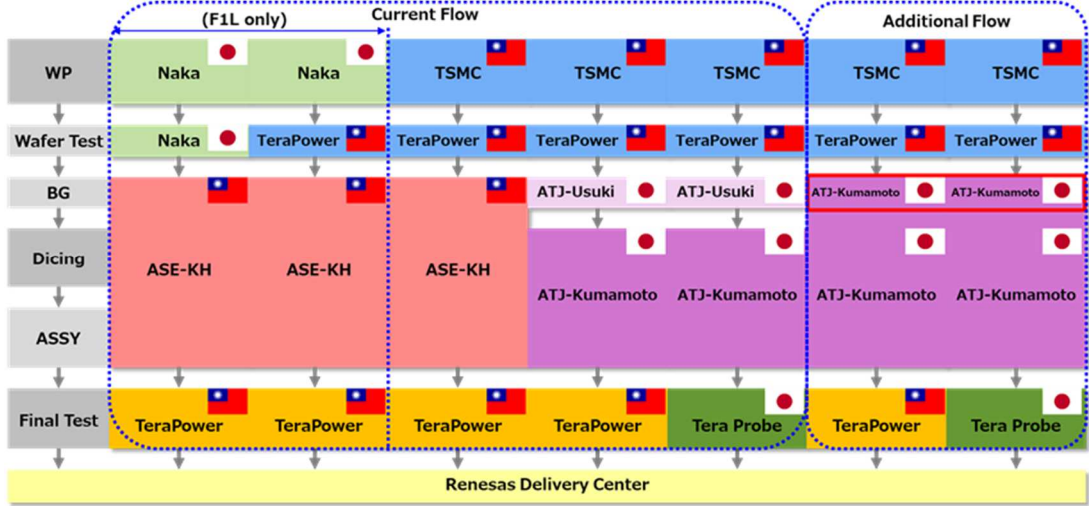 (F1L only)
Current Flow
Additional Flow
WP
Naka
Naka
TSMC
TSMC
TSMC
TSMC
TSMC
Wafer Test
Naka
TeraPower
TeraPower
TeraPower
TeraPower
TeraPower
TeraPower
BG
ATJ-Usuki
ATJ-Usuki
ATJ-Kumamoto
ATJ-Kumamoto
Dicing
ASE-KH
ASE-KH
ASE-KH
ATJ-Kumamoto
ATJ-Kumamoto
ATJ-Kumamoto
ATJ-Kumamoto
ASSY
Final Test
TeraPower
TeraPower
TeraPower
TeraPower
Tera Probe
TeraPower
Tera Probe
Renesas Delivery Center